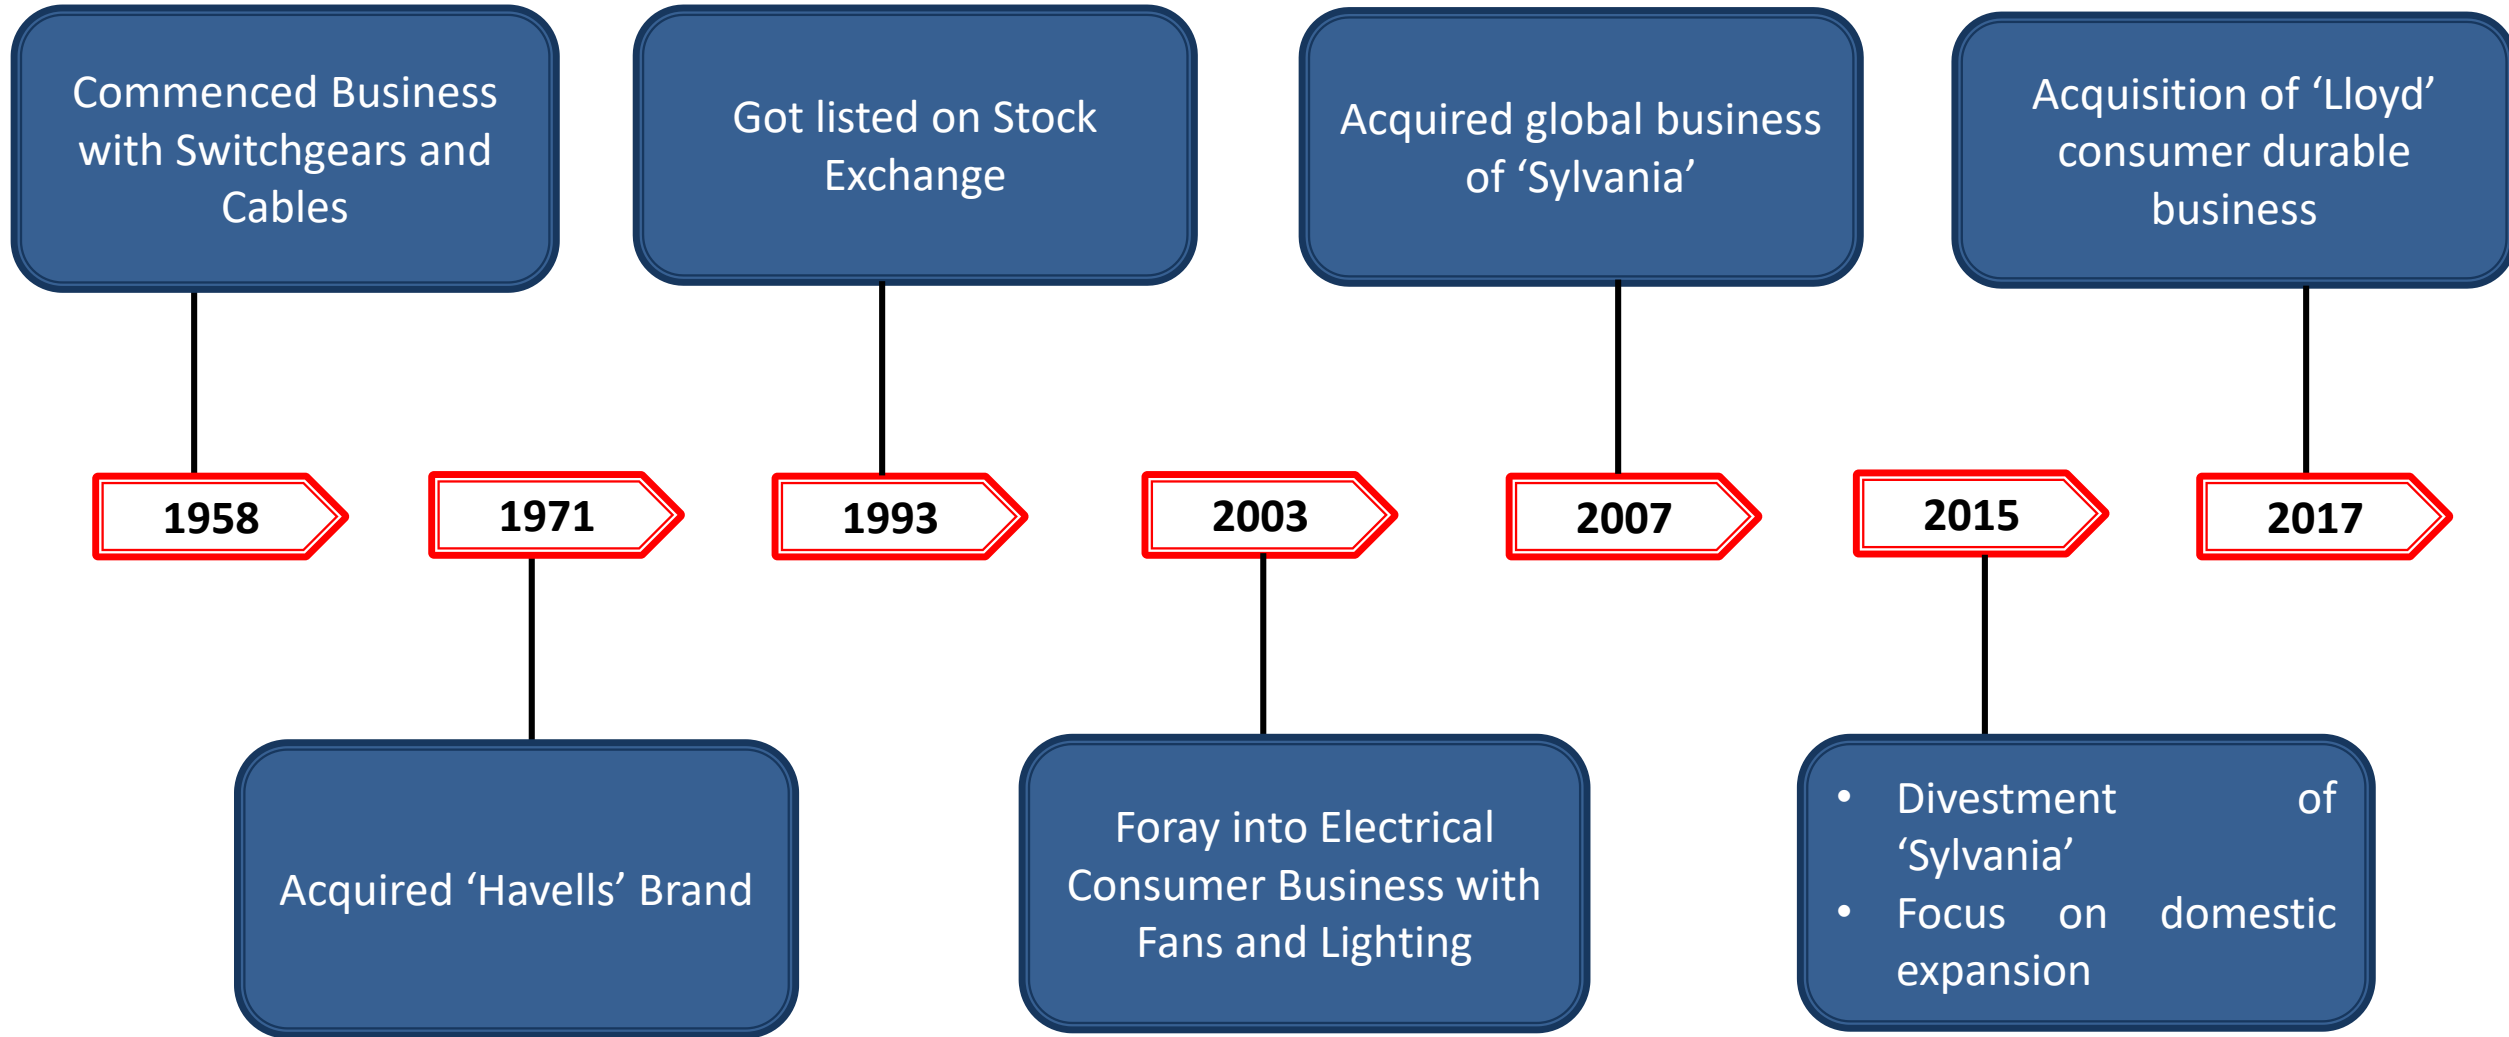 Commenced Business
with Switchgears and
Cables
Got listed on Stock
Exchange
Acquired global business
of ‘Sylvania’
Acquisition of ‘Lloyd’
consumer durable
business
1958
1971
1993
2003
2007
2015
2017
Acquired ‘Havells’ Brand
Foray into Electrical
Consumer Business with
Fans and Lighting
• Divestment of
‘Sylvania’
• Focus on domestic
expansion